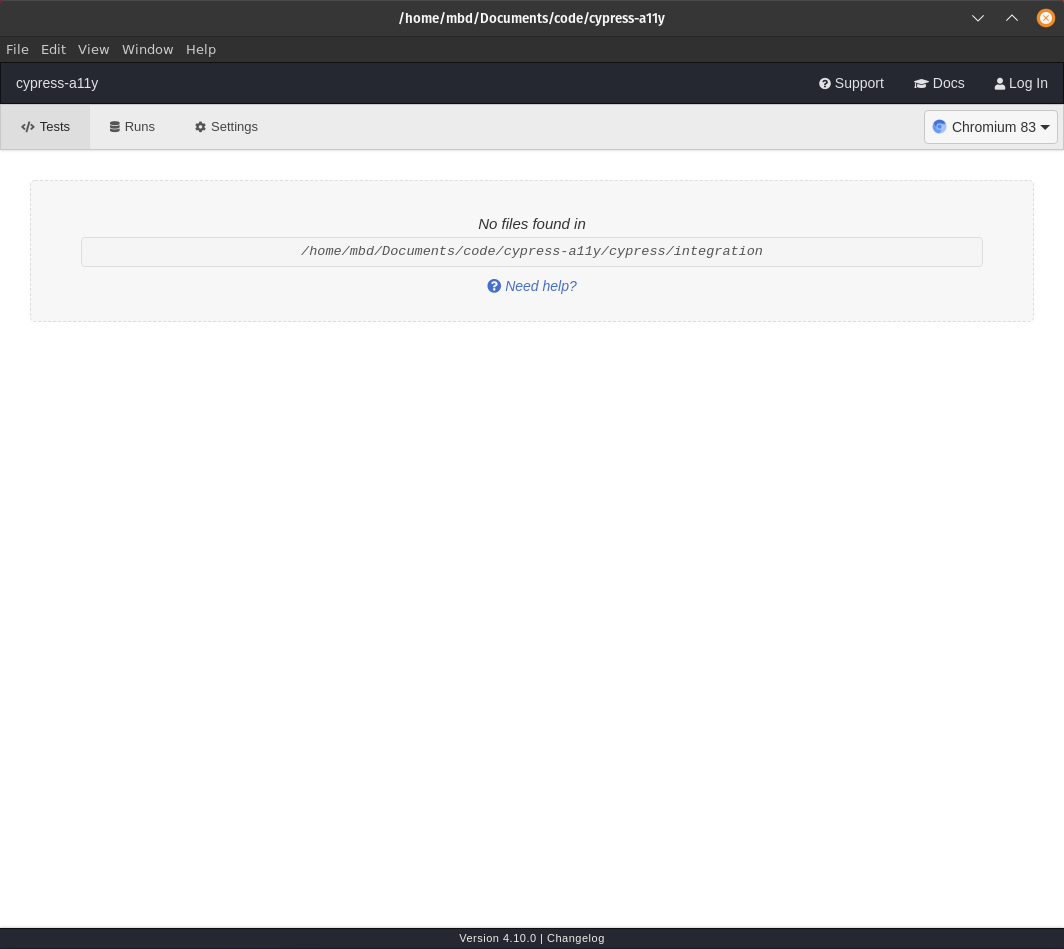 /home/mbd/Documents/code/cypress-a11y
File Edit View Window Help
cypress-a11y Support Docs Log In
Tests Runs Settings Chromium 83
No files found in
/home/mbd/Documents/code/cypress-a11y/cypress/integration
Need help?
Version 4.10.0 | Changelog